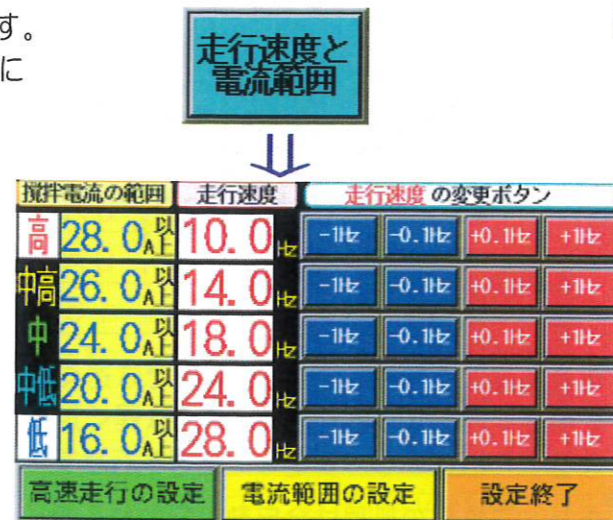 す。
に
走行速度と
電流範囲
撹拌電流の範囲 走行速度 走行速度 の変更ボタン
高 28. 0A以上 10. 0Hz -1Hz -0. 1Hz +0. 1Hz +1Hz
中高 26. 0A以上 14. 0Hz -1Hz -0. 1Hz +0. 1Hz +1Hz
中 24. 0A以上 18. 0Hz -1Hz -0. 1Hz +0. 1Hz +1Hz
中低 20. 0A以上 24. 0Hz -1Hz -0. 1Hz +0. 1Hz +1Hz
低 16. 0A以上 28. 0Hz -1Hz -0. 1Hz +0. 1Hz +1Hz
高速走行の設定 電流範囲の設定 設定終了